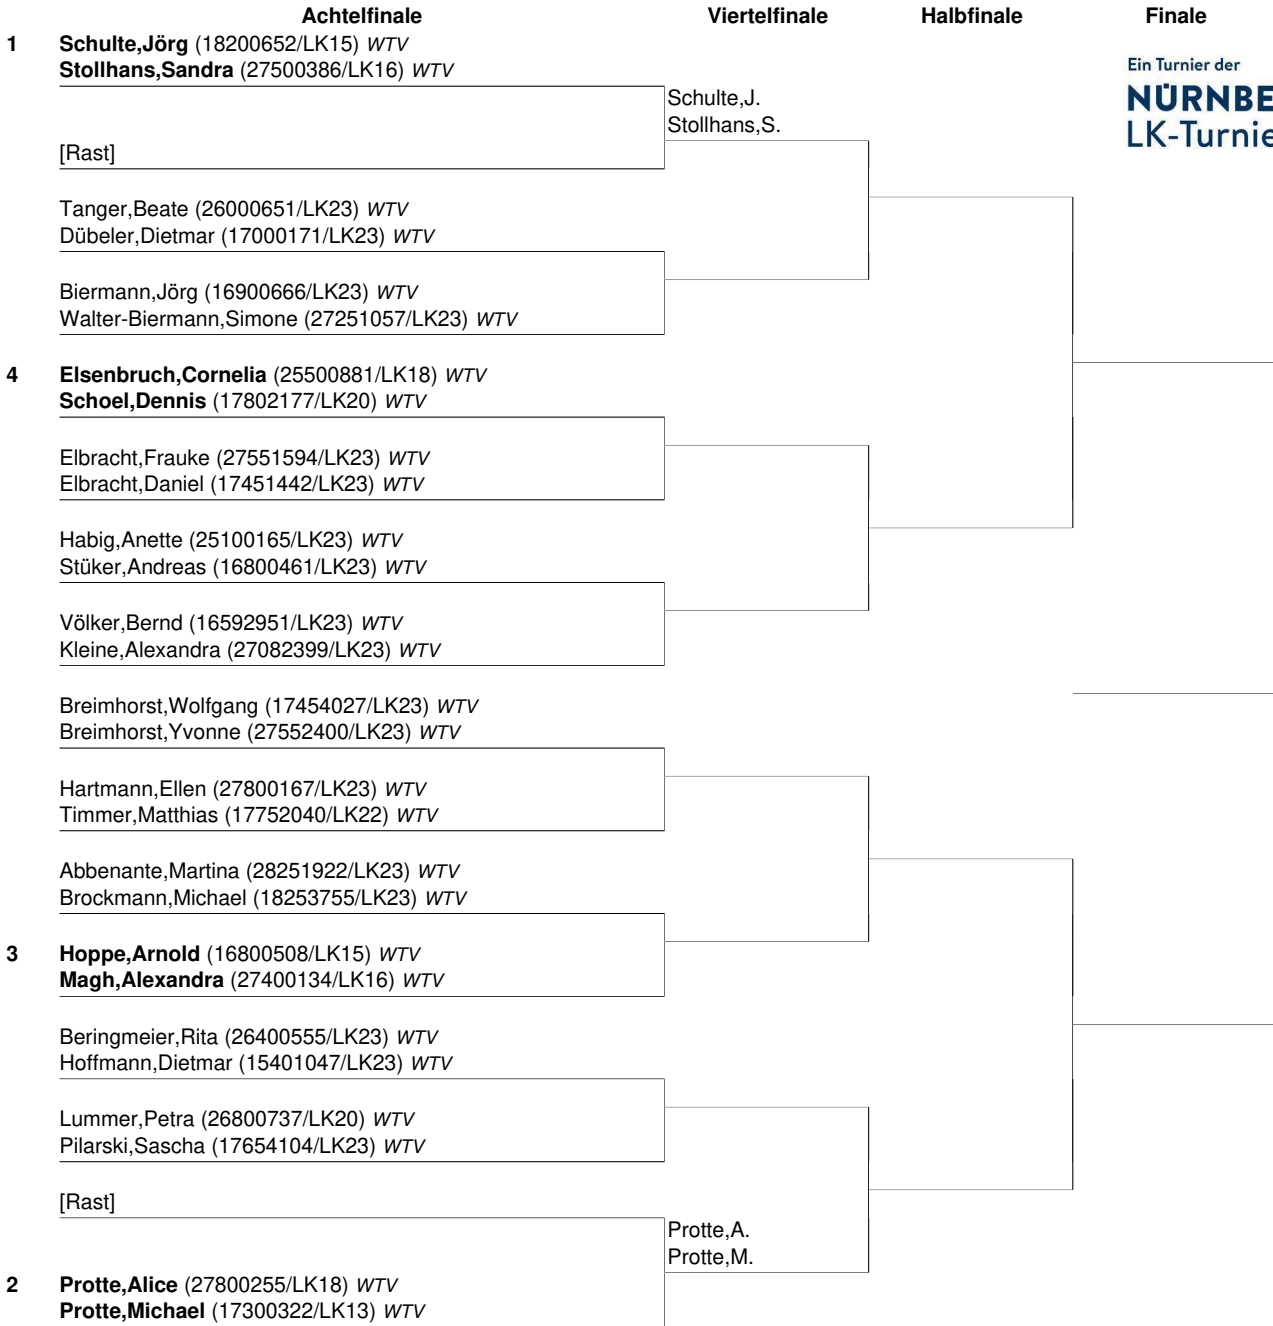 Achtelfinale Viertelfinale Halbfinale Finale
1 Schulte,Jörg (18200652/LK15) WTV
Stollhans,Sandra (27500386/LK16) WTV
Ein Turnier der
NÜRNBE
LK-Turnie
Schulte,J.
Stollhans,S.
[Rast]
Tanger,Beate (26000651/LK23) WTV
Dübeler,Dietmar (17000171/LK23) WTV
Biermann,Jörg (16900666/LK23) WTV
Walter-Biermann,Simone (27251057/LK23) WTV
4 Elsenbruch,Cornelia (25500881/LK18) WTV
Schoel,Dennis (17802177/LK20) WTV
Elbracht,Frauke (27551594/LK23) WTV
Elbracht,Daniel (17451442/LK23) WTV
Habig,Anette (25100165/LK23) WTV
Stüker,Andreas (16800461/LK23) WTV
Völker,Bernd (16592951/LK23) WTV
Kleine,Alexandra (27082399/LK23) WTV
Breimhorst,Wolfgang (17454027/LK23) WTV
Breimhorst,Yvonne (27552400/LK23) WTV
Hartmann,Ellen (27800167/LK23) WTV
Timmer,Matthias (17752040/LK22) WTV
Abbenante,Martina (28251922/LK23) WTV
Brockmann,Michael (18253755/LK23) WTV
3 Hoppe,Arnold (16800508/LK15) WTV
Magh,Alexandra (27400134/LK16) WTV
Beringmeier,Rita (26400555/LK23) WTV
Hoffmann,Dietmar (15401047/LK23) WTV
Lummer,Petra (26800737/LK20) WTV
Pilarski,Sascha (17654104/LK23) WTV
[Rast]
Protte,A.
Protte,M.
2 Protte,Alice (27800255/LK18) WTV
Protte,Michael (17300322/LK13) WTV